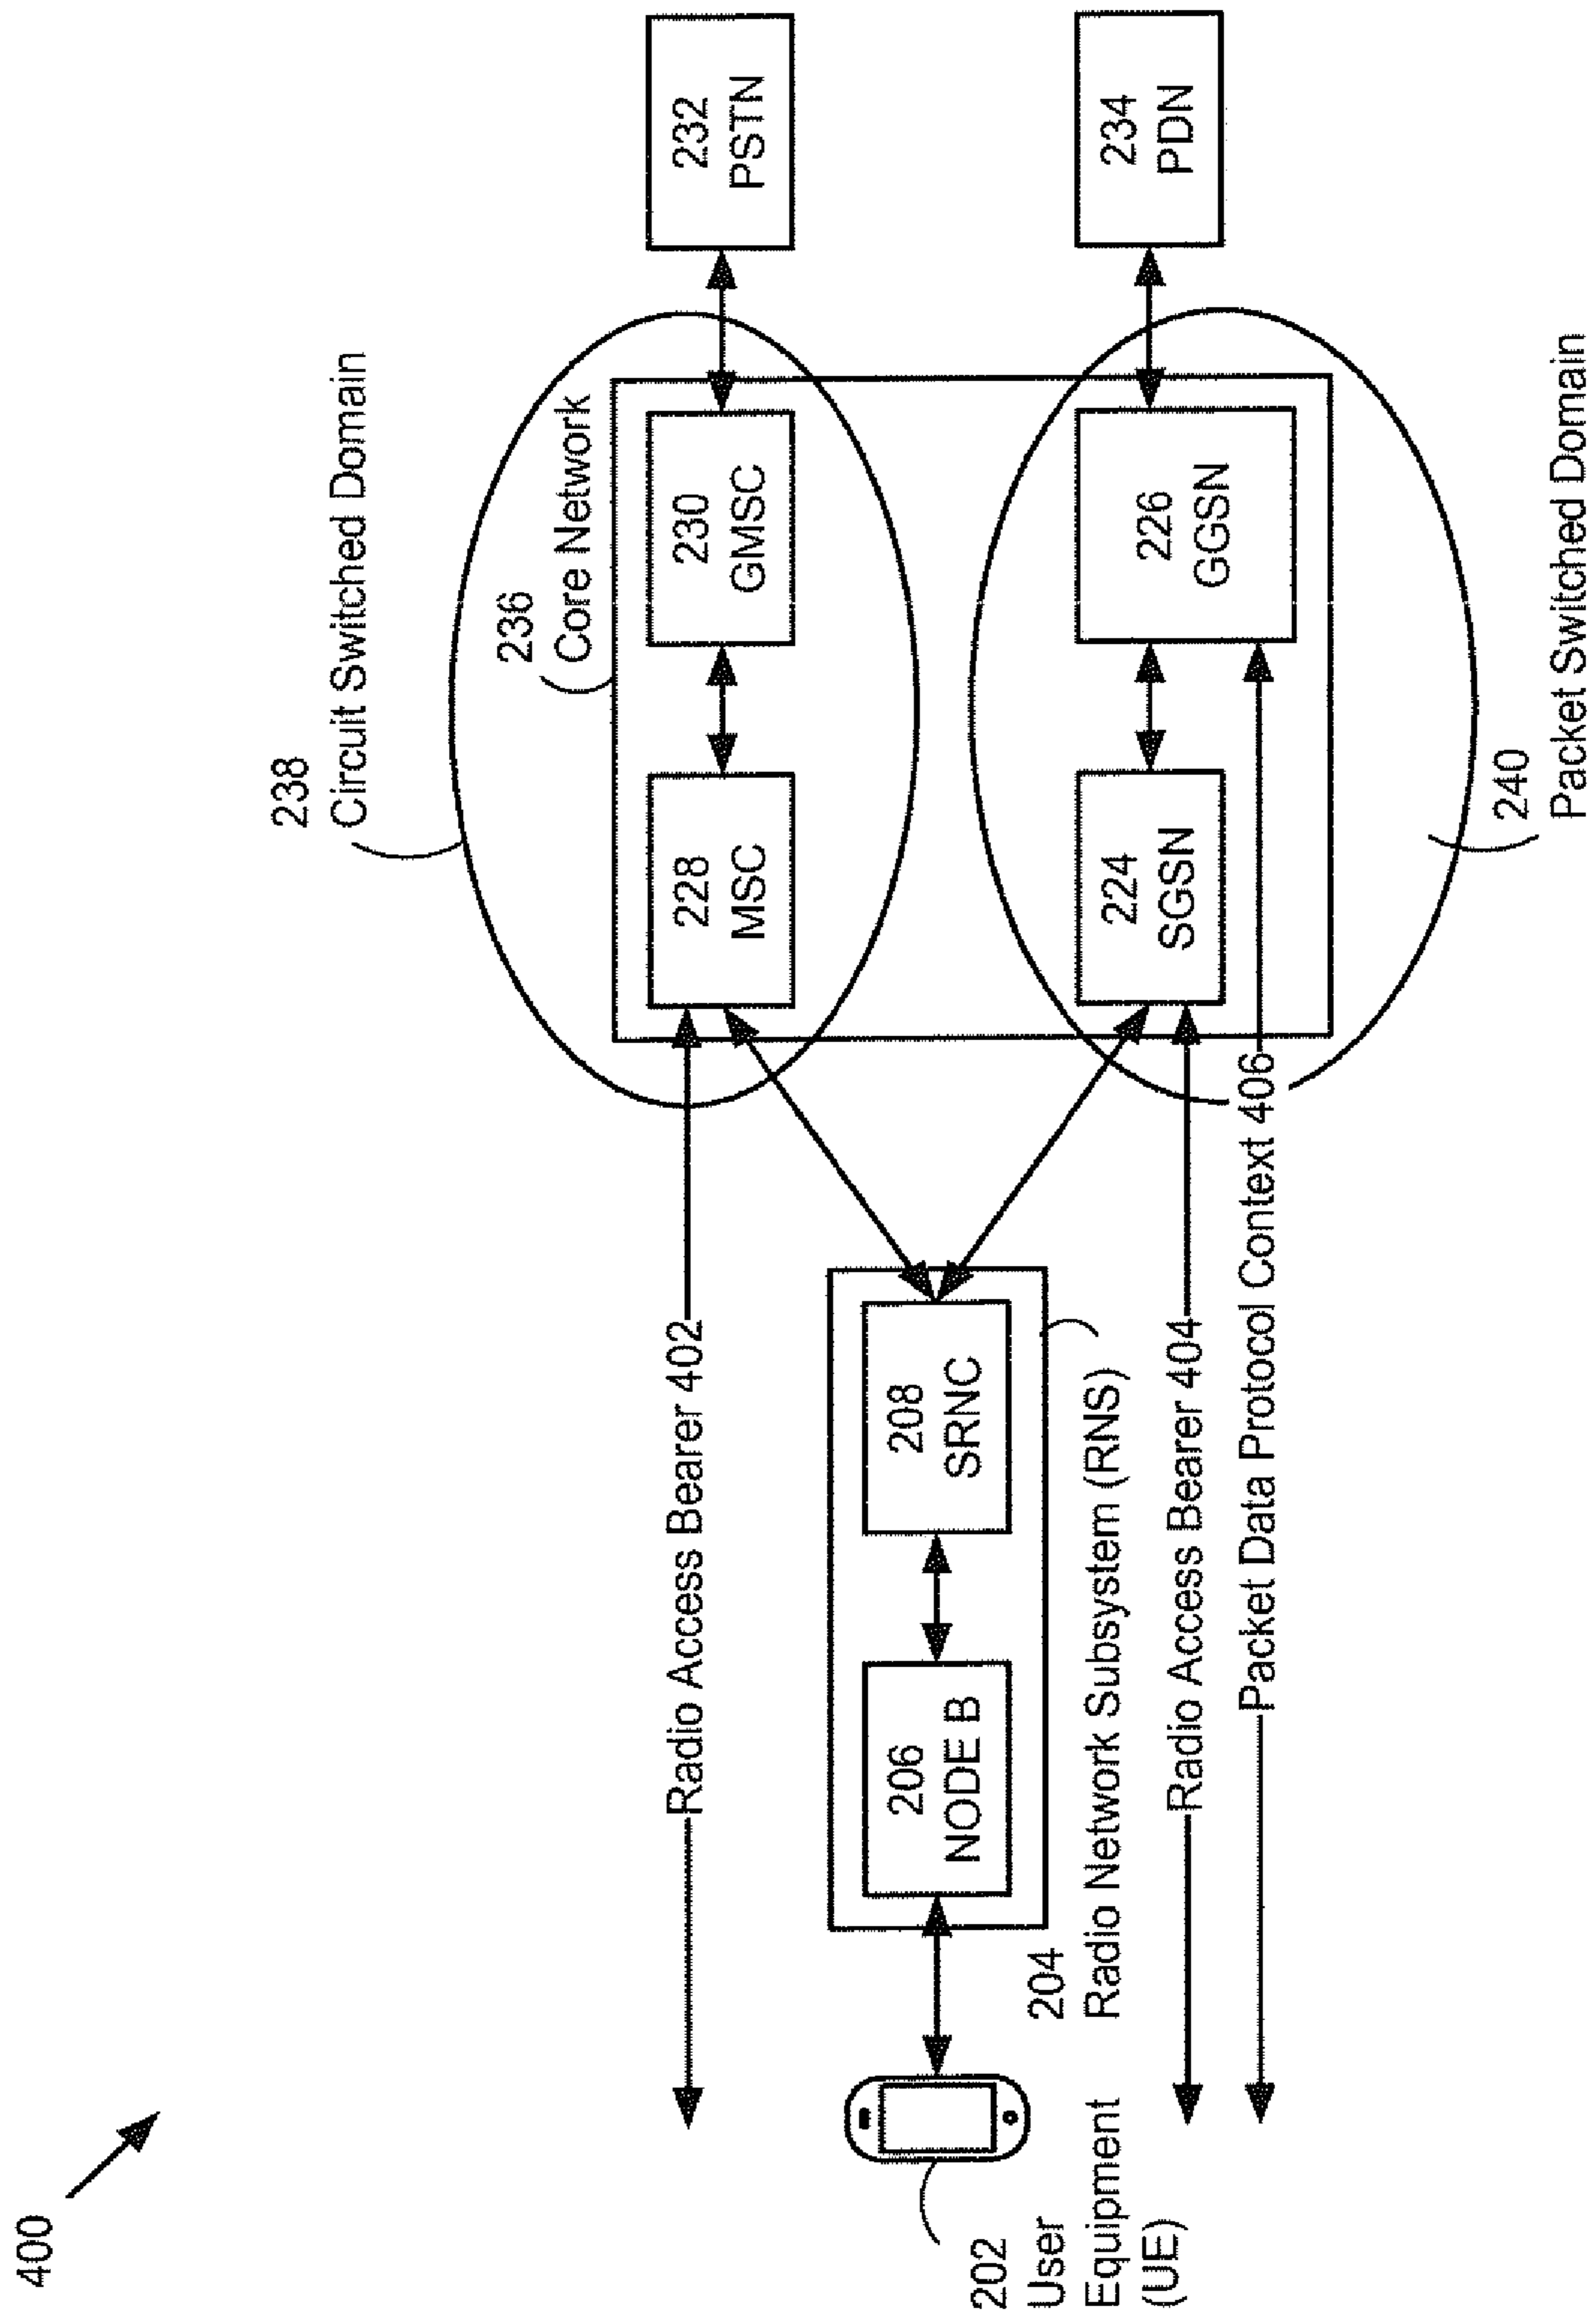 400
238
Circuit Switched Domain
236
Core Network
228
MSC
230
GMSC
232
PSTN
Radio Access Bearer 402
206
NODE B
208
SRNC
202
User
Equipment
(UE)
204
Radio Network Subsystem (RNS)
224
SGSN
226
GGSN
234
PDN
Radio Access Bearer 404
Packet Data Protocol Context 406
240
Packet Switched Domain